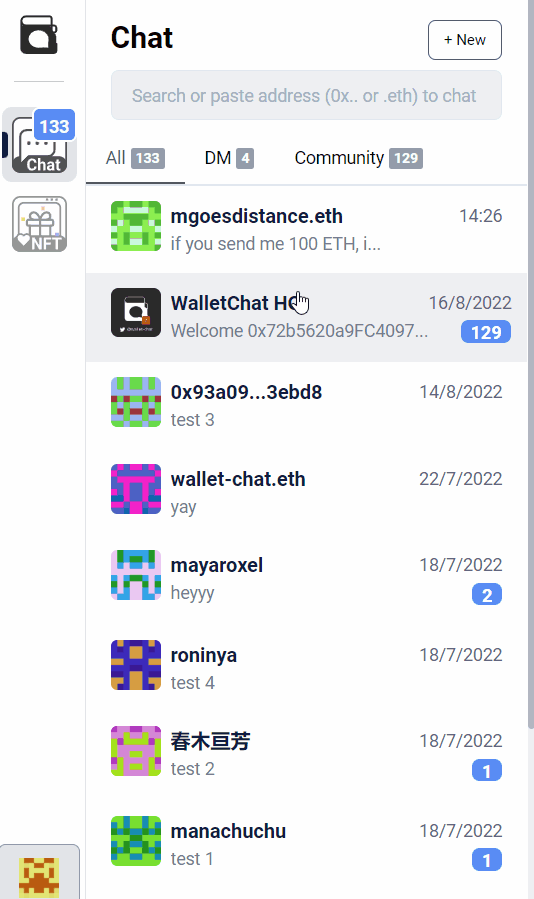 Chat
+ New
Search or paste address (0x.. or .eth) to chat
133
Chat
NFT
All 133 DM 4 Community 129
mgoesdistance.eth 14:26
if you send me 100 ETH, i...
WalletChat 16/8/2022
Welcome 0x72b5620a9FC4097... 129
0x93a09...3ebd8 14/8/2022
test 3
wallet-chat.eth 22/7/2022
yay
mayaroxel 18/7/2022
heyyy 2
roninya 18/7/2022
test 4
春木亘芳 18/7/2022
test 2 1
manachuchu 18/7/2022
test 1 1